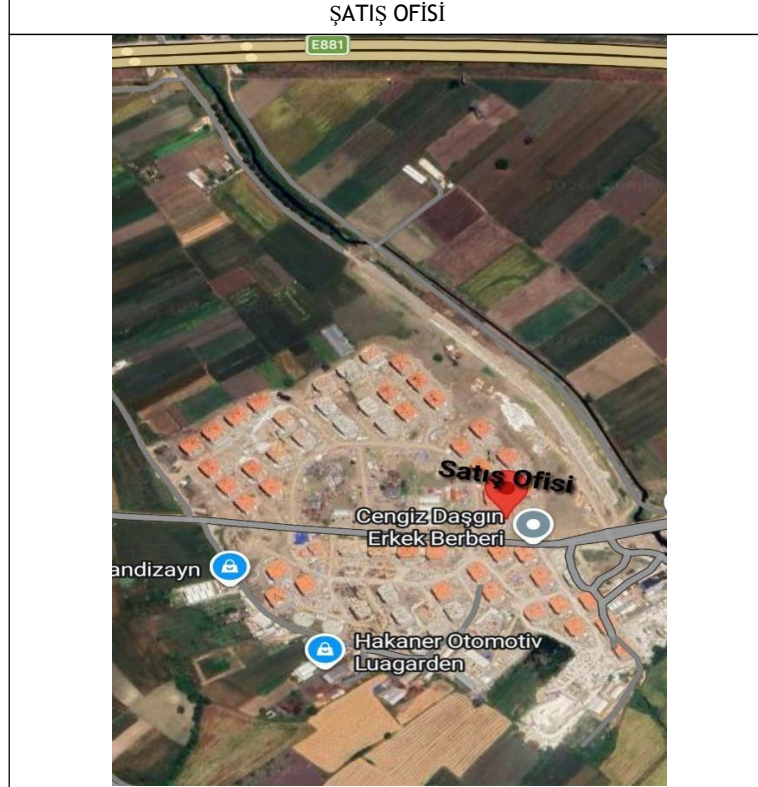 ŞATIŞ OFİSİ
E881
Satış Ofisi
Cengiz Daşgın
Erkek Berberi
andizayn
Hakaner Otomotiv
Luagarden